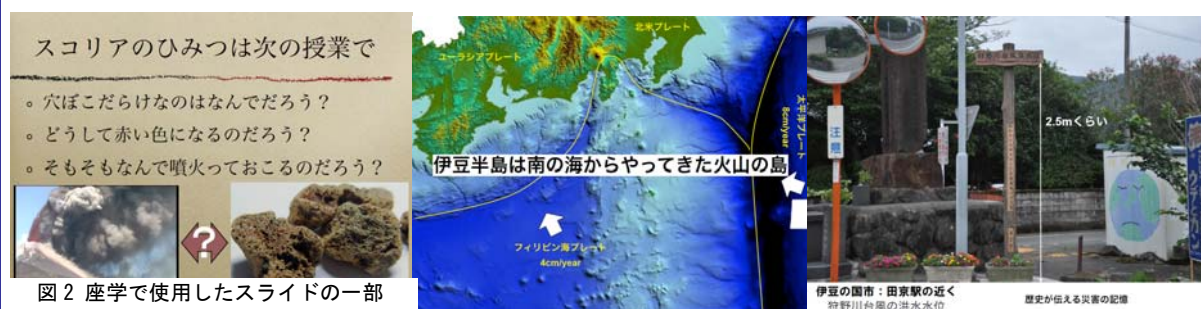 スコリアのひみつは次の授業で
穴ぼこだらけなのはなんでだろう？
どうして赤い色になるのだろう？
そもそもなんで噴火っておこるのだろう？
?
図2 座学で使用したスライドの一部
北米プレート
ユーラシアプレート
太平洋プレート
8cm/year
伊豆半島は南の海からやってきた火山の島
フィリピン海プレート
4cm/year
注意
2.5mくらい
伊豆の国市：田京駅の近く
狩野川台風の洪水水位
歴史が伝える災害の記憶